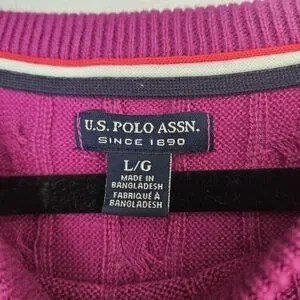 U.S. POLO ASSN.
SINCE 1890
L/G
MADE IN
BANGLADESH
FABRIQUÉ À
BANGLADESH